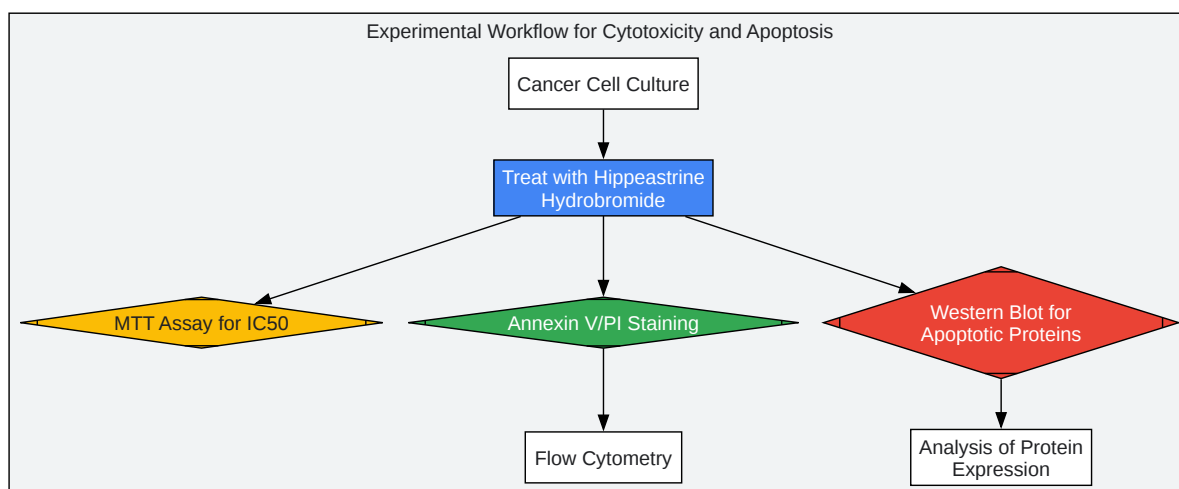 Experimental Workflow for Cytotoxicity and Apoptosis
Cancer Cell Culture
Treat with Hippeastrine
Hydrobromide
MTT Assay for IC50
Annexin V/PI Staining
Western Blot for
Apoptotic Proteins
Flow Cytometry
Analysis of Protein
Expression